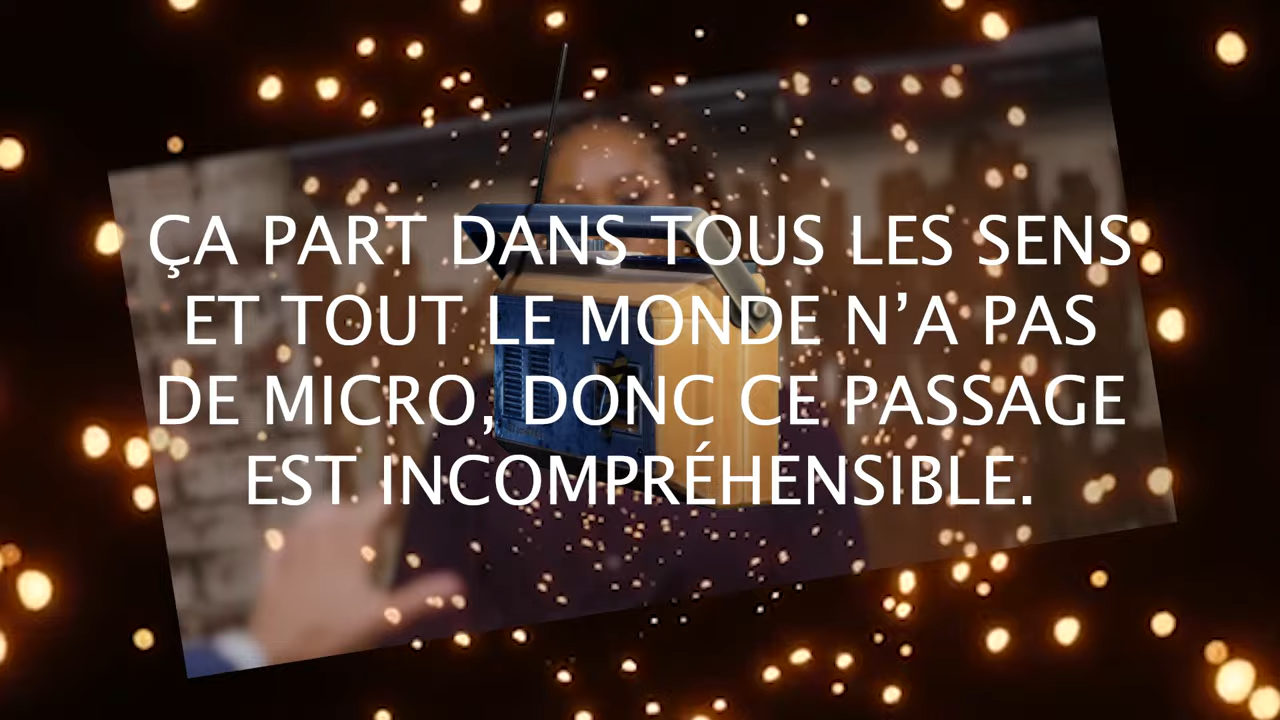 ÇA PART DANS TOUS LES SENS
ET TOUT LE MONDE N’A PAS
DE MICRO, DONC CE PASSAGE
EST INCOMPRÉHENSIBLE.